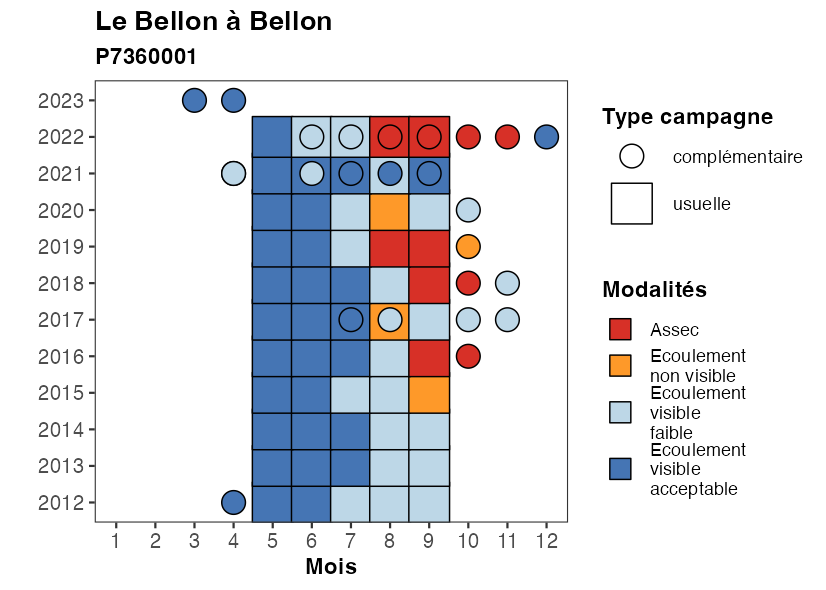 Le Bellon à Bellon
P7360001
2023
2022
2021
2020
2019
2018
2017
2016
2015
2014
2013
2012
1 2 3 4 5 6 7 8 9 10 11 12
Mois
Type campagne
complémentaire
usuelle
Modalités
Assec
Ecoulement
non visible
Ecoulement
visible
faible
Ecoulement
visible
acceptable